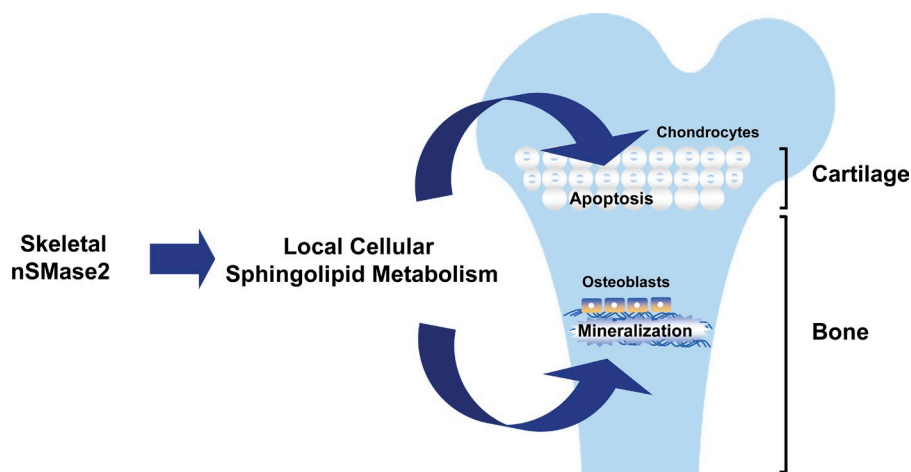 Skeletal
nSMase2
Local Cellular
Sphingolipid Metabolism
Chondrocytes
Apoptosis
Cartilage
Osteoblasts
Mineralization
Bone